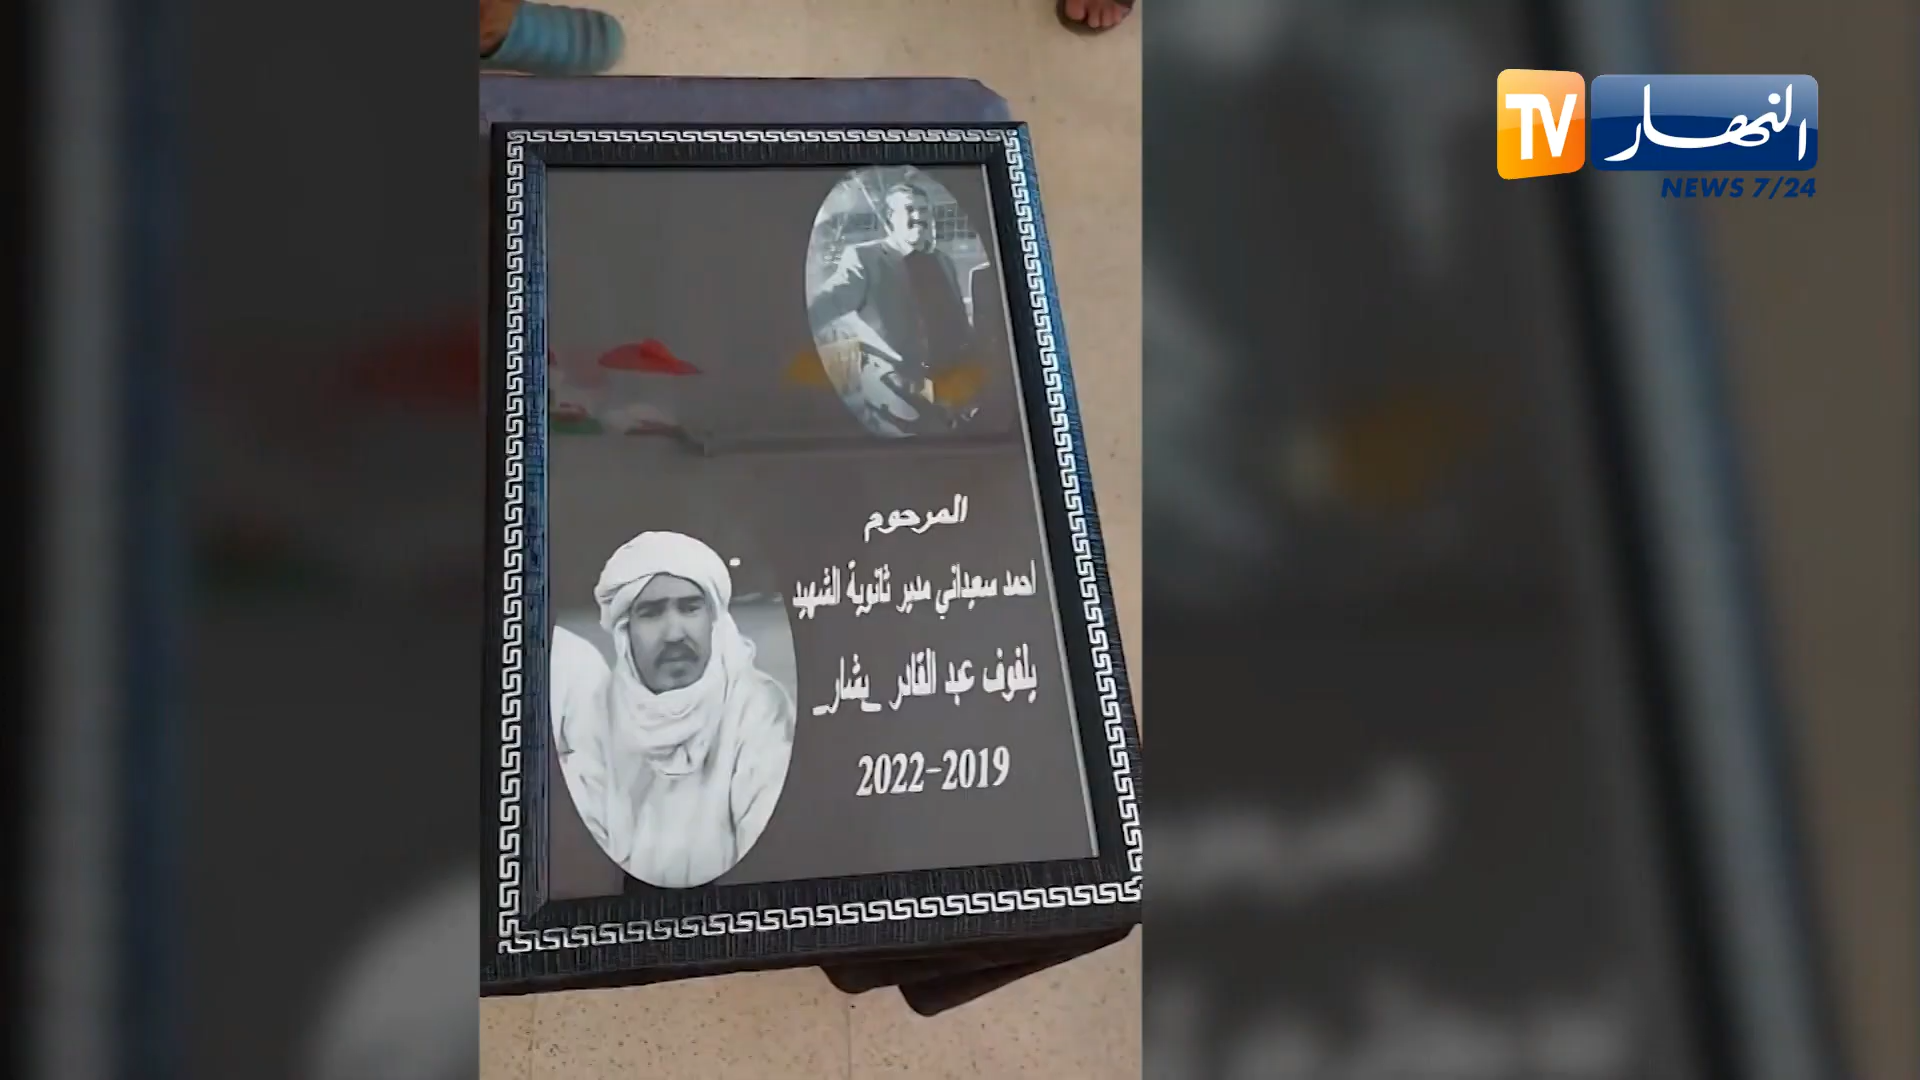 TV النهار
NEWS 7/24
المرحوم
احمد سعيداني مدير ثانوية الشهيد
بلفوف عبد القادر _بشار_
2022-2019